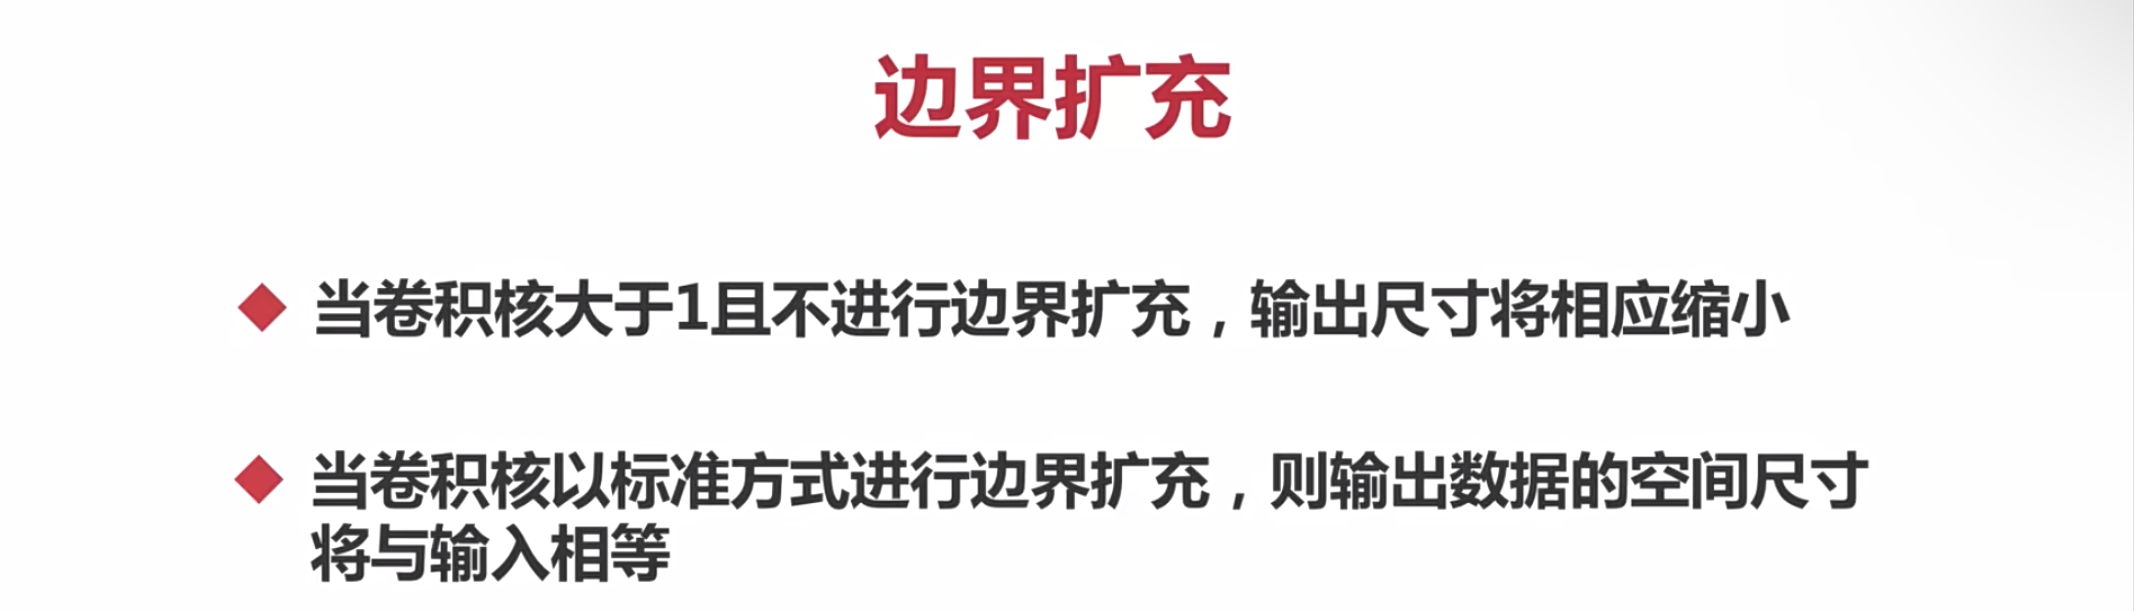 边界扩充
当卷积核大于1且不进行边界扩充，输出尺寸将相应缩小
当卷积核以标准方式进行边界扩充，则输出数据的空间尺寸
将与输入相等